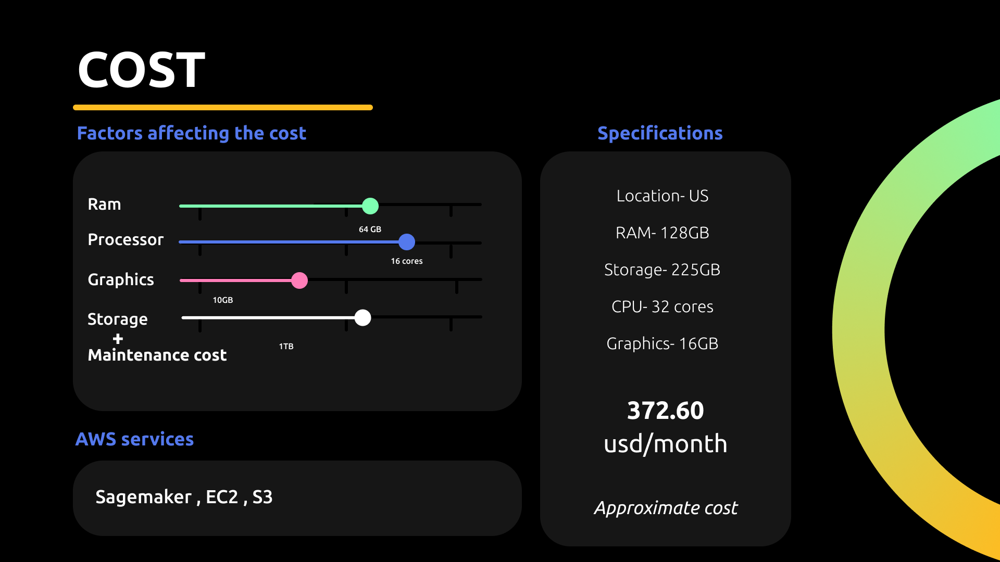 COST
Factors affecting the cost
Ram
64 GB
Processor
16 cores
Graphics
10GB
Storage
+
Maintenance cost
1TB
AWS services
Sagemaker , EC2 , S3
Specifications
Location- US
RAM- 128GB
Storage- 225GB
CPU- 32 cores
Graphics- 16GB
372.60
usd/month
Approximate cost